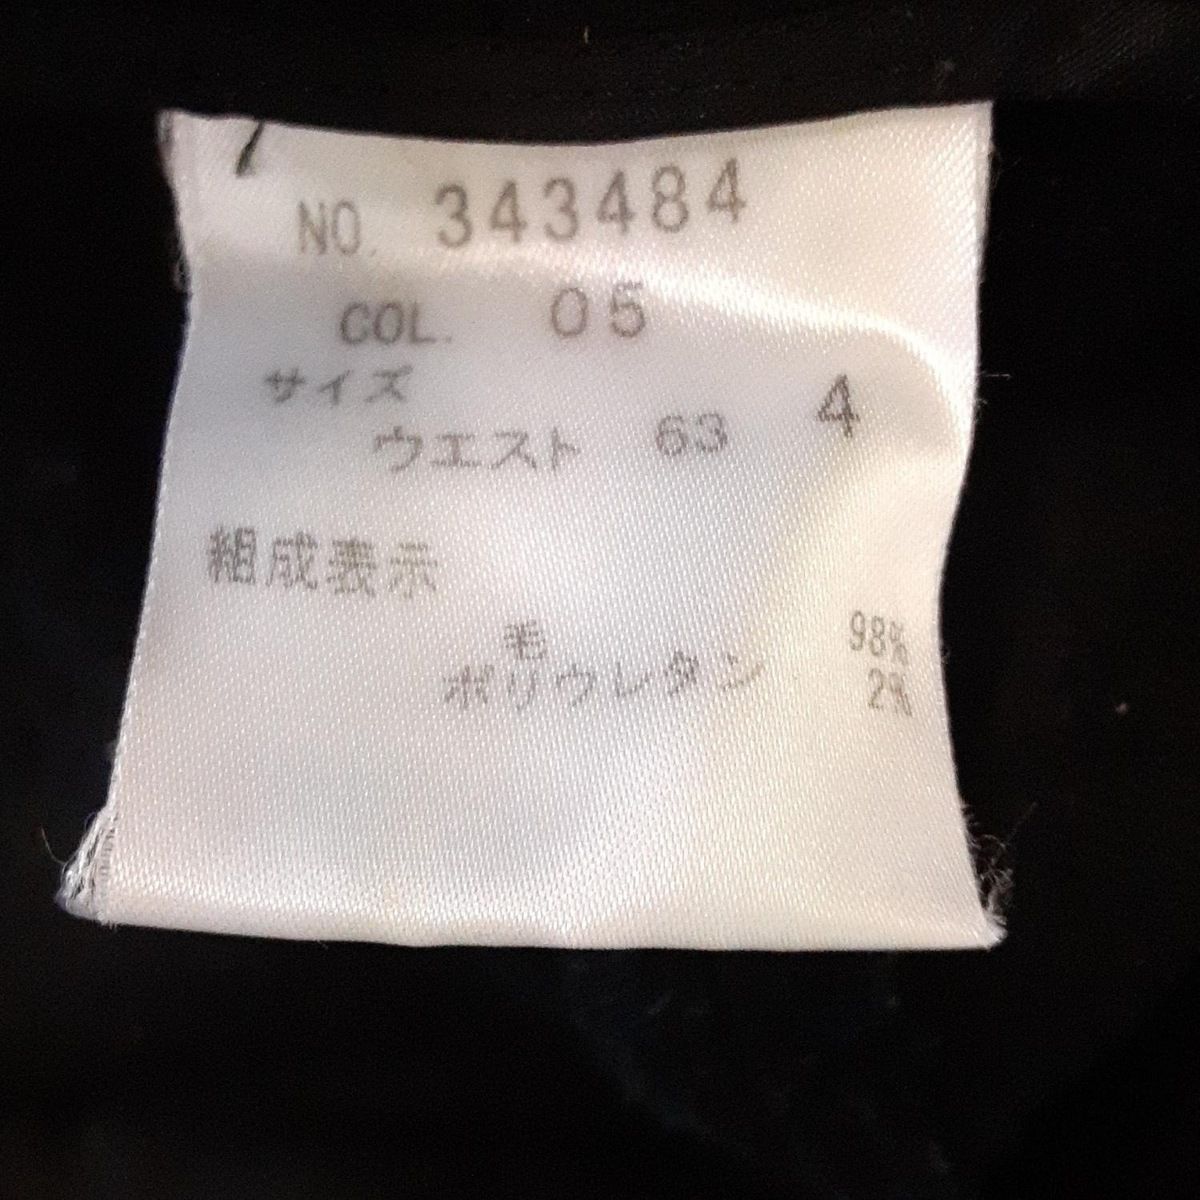 NO. 343484
COL. 05
サイズ 4
ウエスト 63
組成表示
毛 98%
ポリウレタン 2%